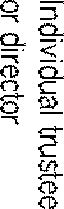 Individual trustee
or director